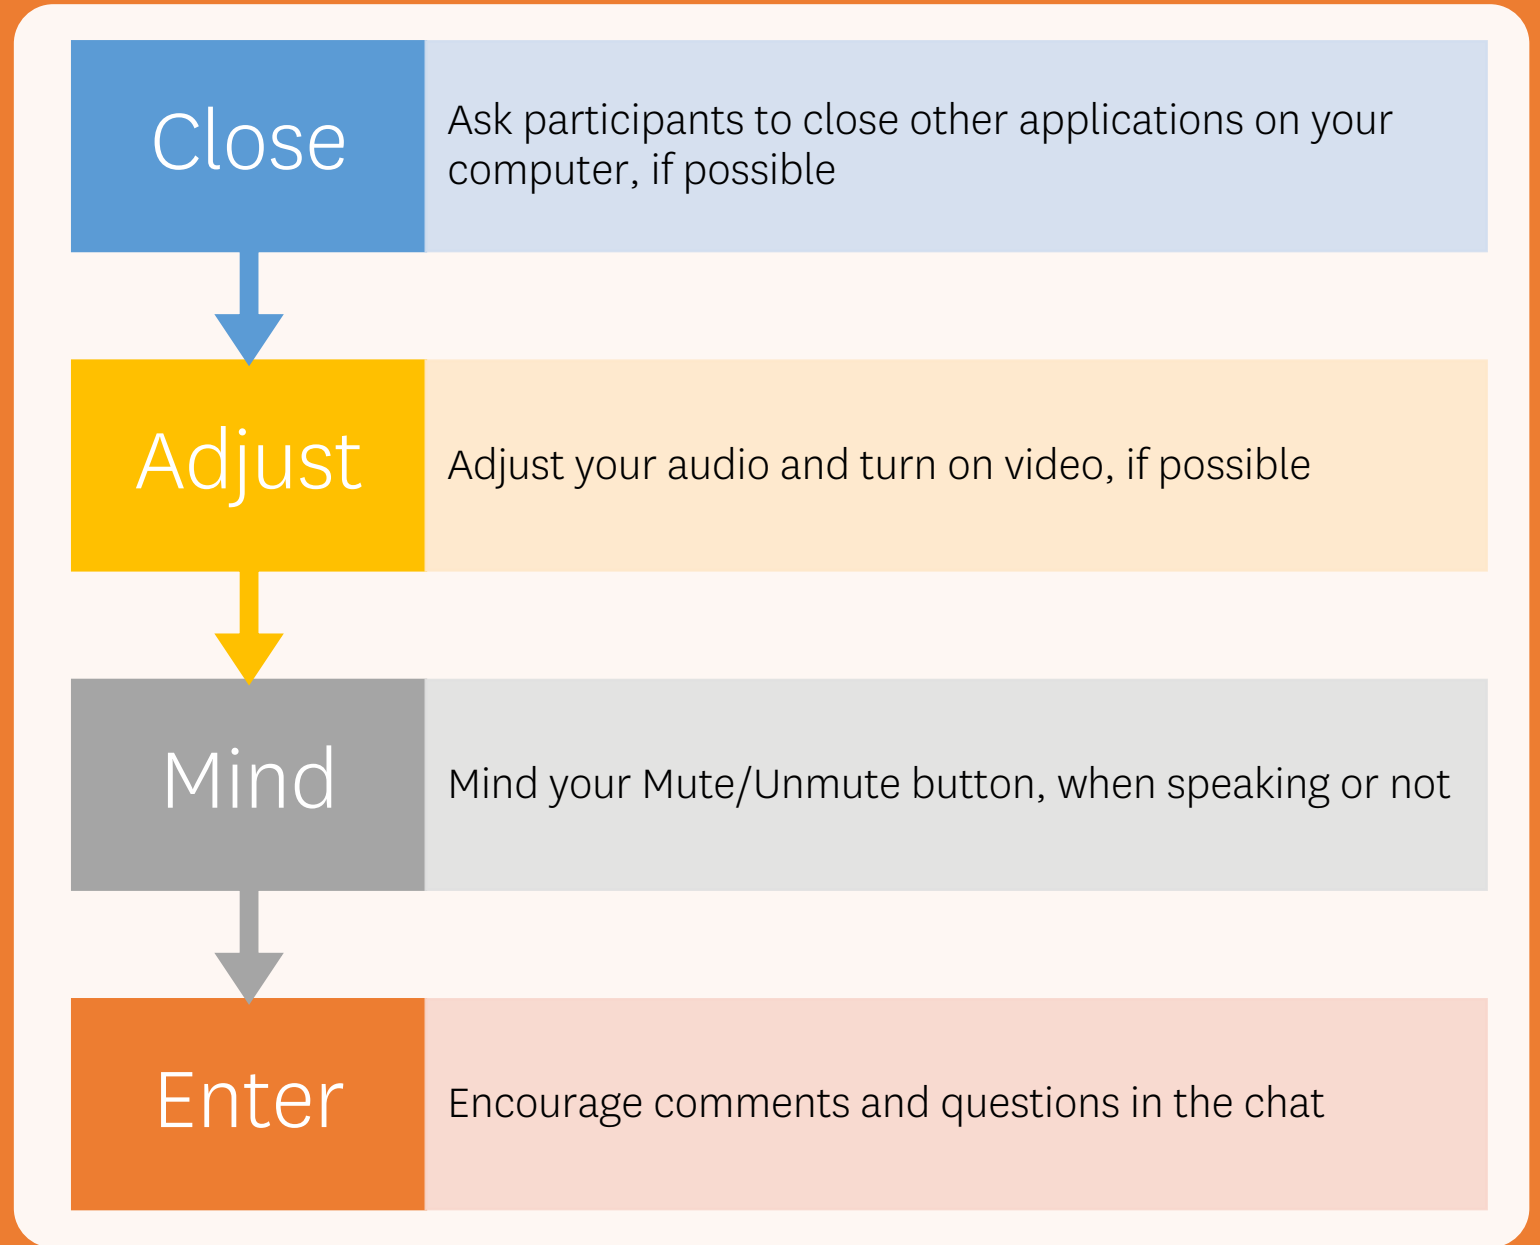 Close
Ask participants to close other applications on your
computer, if possible
Adjust
Adjust your audio and turn on video, if possible
Mind
Mind your Mute/Unmute button, when speaking or not
Enter
Encourage comments and questions in the chat